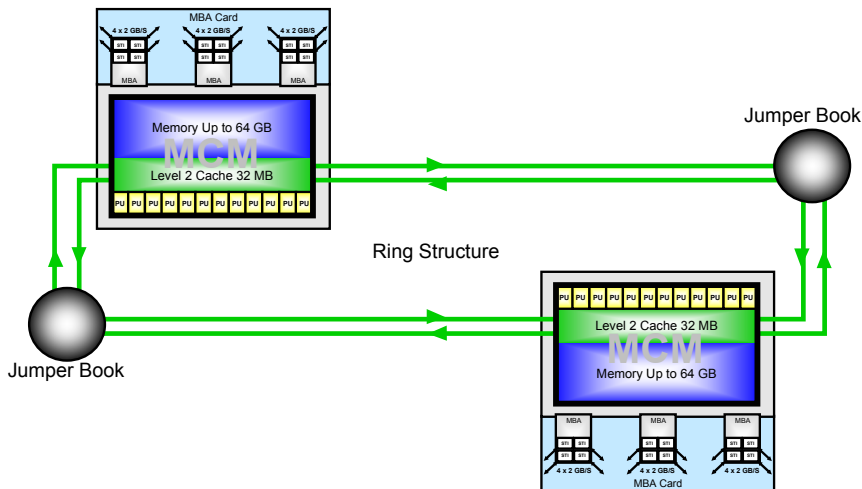 MBA Card
4 x 2 GB/S 4 x 2 GB/S 4 x 2 GB/S
STI STI STI STI STI STI
STI STI STI STI STI STI
MBA MBA MBA
Memory Up to 64 GB
MCM
Level 2 Cache 32 MB
PU PU PU PU PU PU PU PU PU PU PU PU
Jumper Book
Ring Structure
Jumper Book
PU PU PU PU PU PU PU PU PU PU PU PU
Level 2 Cache 32 MB
MCM
Memory Up to 64 GB
MBA MBA MBA
STI STI STI STI STI STI
STI STI STI STI STI STI
4 x 2 GB/S 4 x 2 GB/S 4 x 2 GB/S
MBA Card